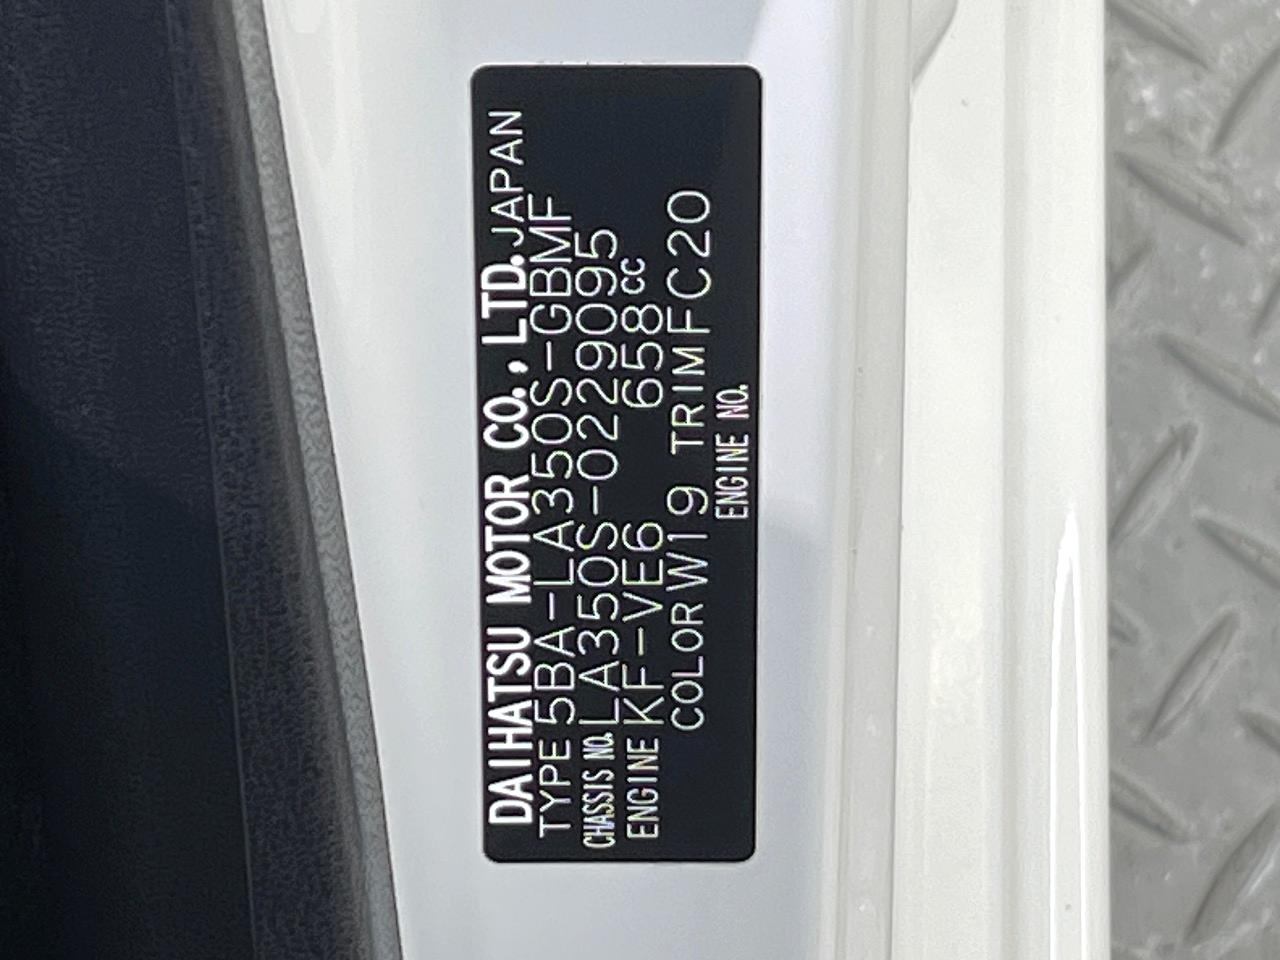 DAIHATSU MOTOR CO., LTD. JAPAN
TYPE 5BA-LA350S-GBMF
CHASSIS NO. LA350S-0229095
ENGINE KF-VE6 658cc
COLOR W19 TRIM FC20
ENGINE NO.